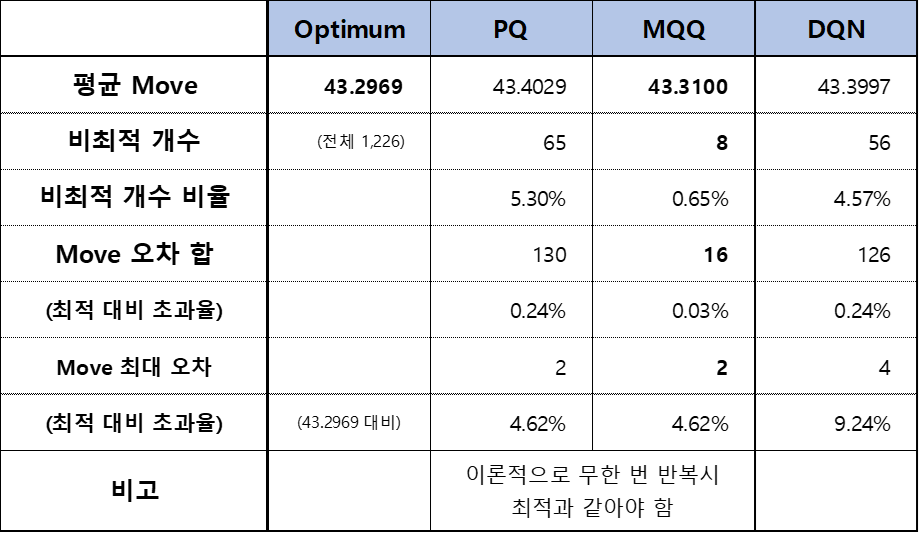 Optimum PQ MQQ DQN
평균 Move 43.2969 43.4029 43.3100 43.3997
비최적 개수 (전체 1,226) 65 8 56
비최적 개수 비율 5.30% 0.65% 4.57%
Move 오차 합 130 16 126
(최적 대비 초과율) 0.24% 0.03% 0.24%
Move 최대 오차 2 2 4
(최적 대비 초과율) (43.2969 대비) 4.62% 4.62% 9.24%
비고 이론적으로 무한 번 반복시
최적과 같아야 함